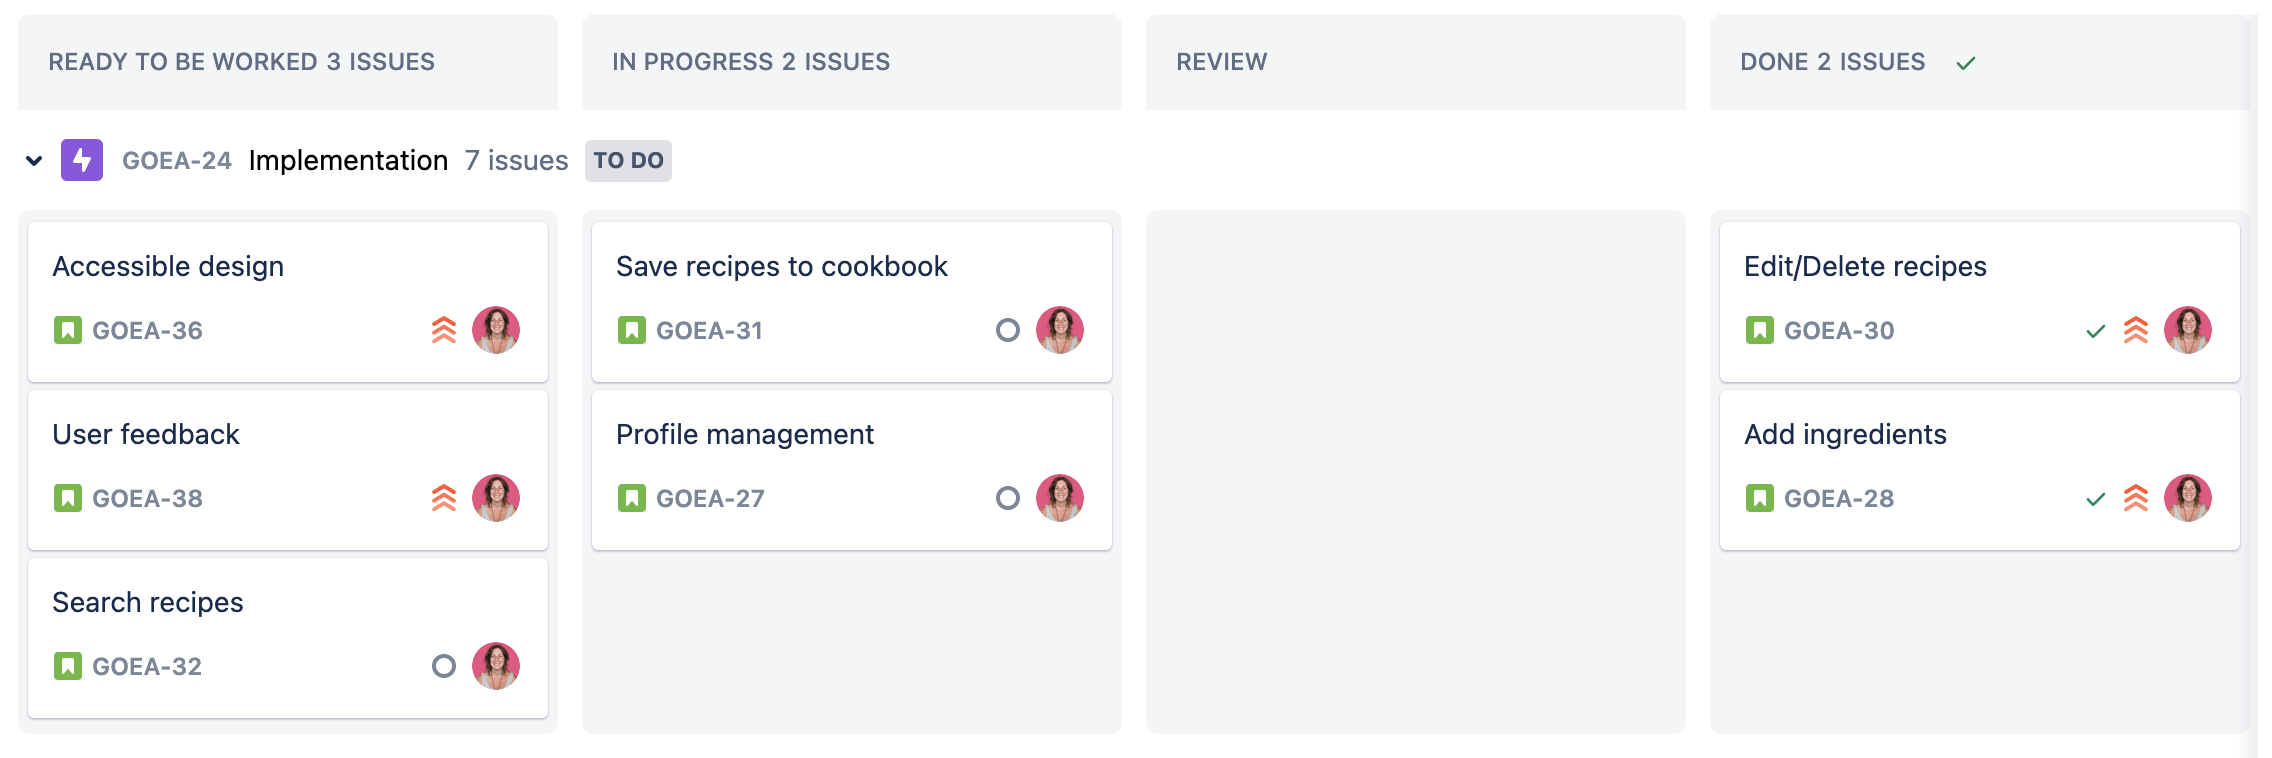 READY TO BE WORKED 3 ISSUES
IN PROGRESS 2 ISSUES
REVIEW
DONE 2 ISSUES
GOEA-24 Implementation 7 issues TO DO
Accessible design
GOEA-36
User feedback
GOEA-38
Search recipes
GOEA-32
Save recipes to cookbook
GOEA-31
Profile management
GOEA-27
Edit/Delete recipes
GOEA-30
Add ingredients
GOEA-28